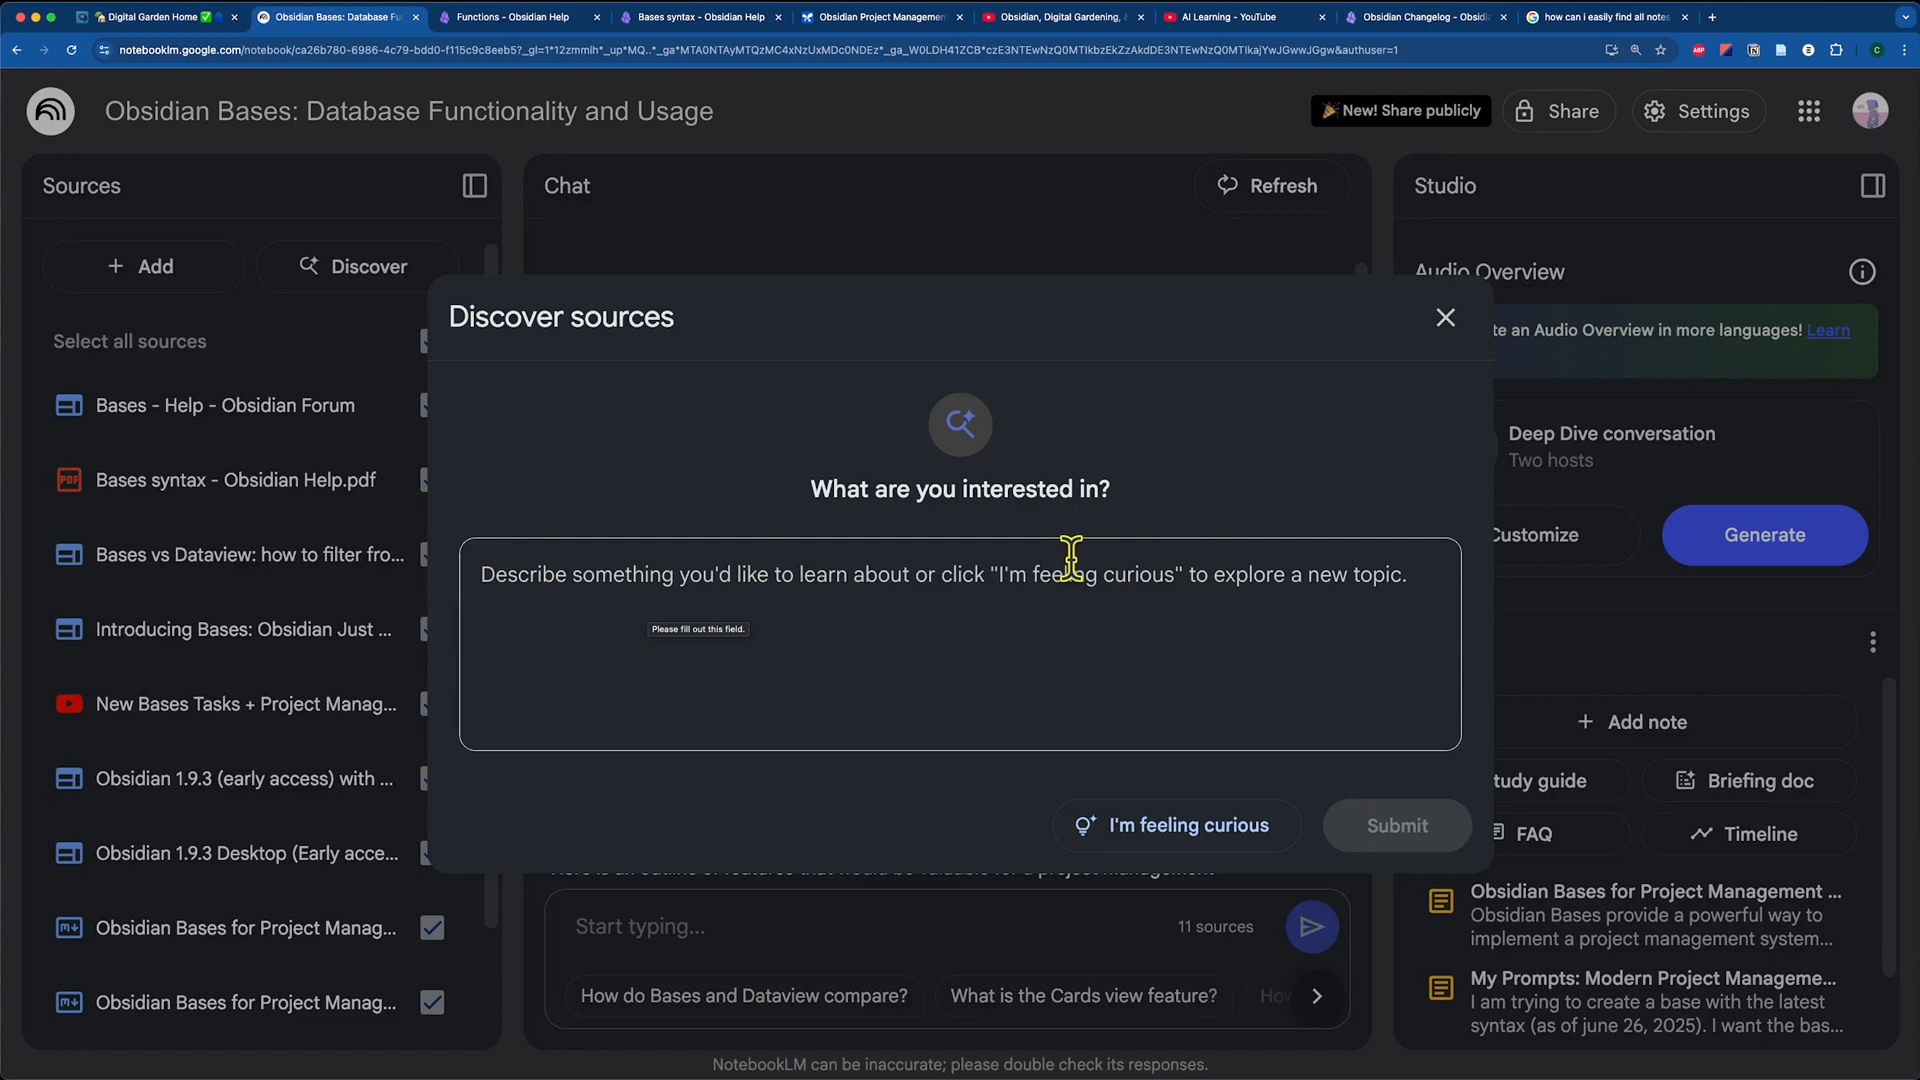 Digital Garden Home
Obsidian Bases: Database Fu
Functions - Obsidian Help
Bases syntax - Obsidian Help
Obsidian Project Managemen
Obsidian, Digital Gardening, &
AI Learning - YouTube
Obsidian Changelog - Obsidi
how can i easily find all notes
notebooklm.google.com/notebook/ca26b780-6986-4c79-bdd0-f115c9c8eeb5?_gl=1*12zmmlh*_up*MQ..*_ga*MTA0NTAyMTQzMC4xNzUxMDc0NDEz*_ga_W0LDH41ZCB*czE3NTEwNzQ0MTIkbzEkZzAkdDE3NTEwNzQ0MTIkajYwJGwwJGgw&authuser=1
Obsidian Bases: Database Functionality and Usage
New! Share publicly
Share
Settings
Sources
Chat
Refresh
Studio
+ Add
Discover
Audio Overview
Select all sources
te an Audio Overview in more languages! Learn
Discover sources
Bases - Help - Obsidian Forum
Bases syntax - Obsidian Help.pdf
Bases vs Dataview: how to filter fro...
Introducing Bases: Obsidian Just ...
New Bases Tasks + Project Manag...
Obsidian 1.9.3 (early access) with ...
Obsidian 1.9.3 Desktop (Early acce...
Obsidian Bases for Project Manag...
Obsidian Bases for Project Manag...
What are you interested in?
Describe something you'd like to learn about or click "I'm feeling curious" to explore a new topic.
Please fill out this field.
I'm feeling curious
Submit
Deep Dive conversation
Two hosts
Customize
Generate
+ Add note
tudy guide
Briefing doc
FAQ
Timeline
Obsidian Bases for Project Management ...
Obsidian Bases provide a powerful way to
implement a project management system...
My Prompts: Modern Project Manageme...
I am trying to create a base with the latest
syntax (as of june 26, 2025). I want the bas...
Start typing...
11 sources
How do Bases and Dataview compare?
What is the Cards view feature?
How
NotebookLM can be inaccurate; please double check its responses.